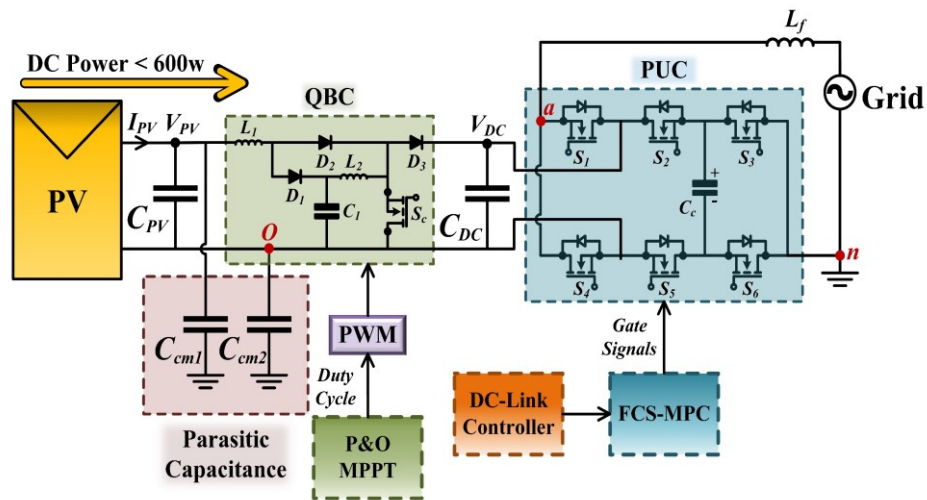 DC Power < 600w
PV
I_PV
V_PV
C_PV
QBC
L_1
D_2
D_3
D_1
L_2
C_1
S_c
O
V_DC
C_DC
PUC
a
S_1
S_2
S_3
C_c
+
-
S_4
S_5
S_6
n
L_f
Grid
C_cm1
C_cm2
Parasitic
Capacitance
PWM
Duty
Cycle
P&O
MPPT
Gate
Signals
DC-Link
Controller
FCS-MPC